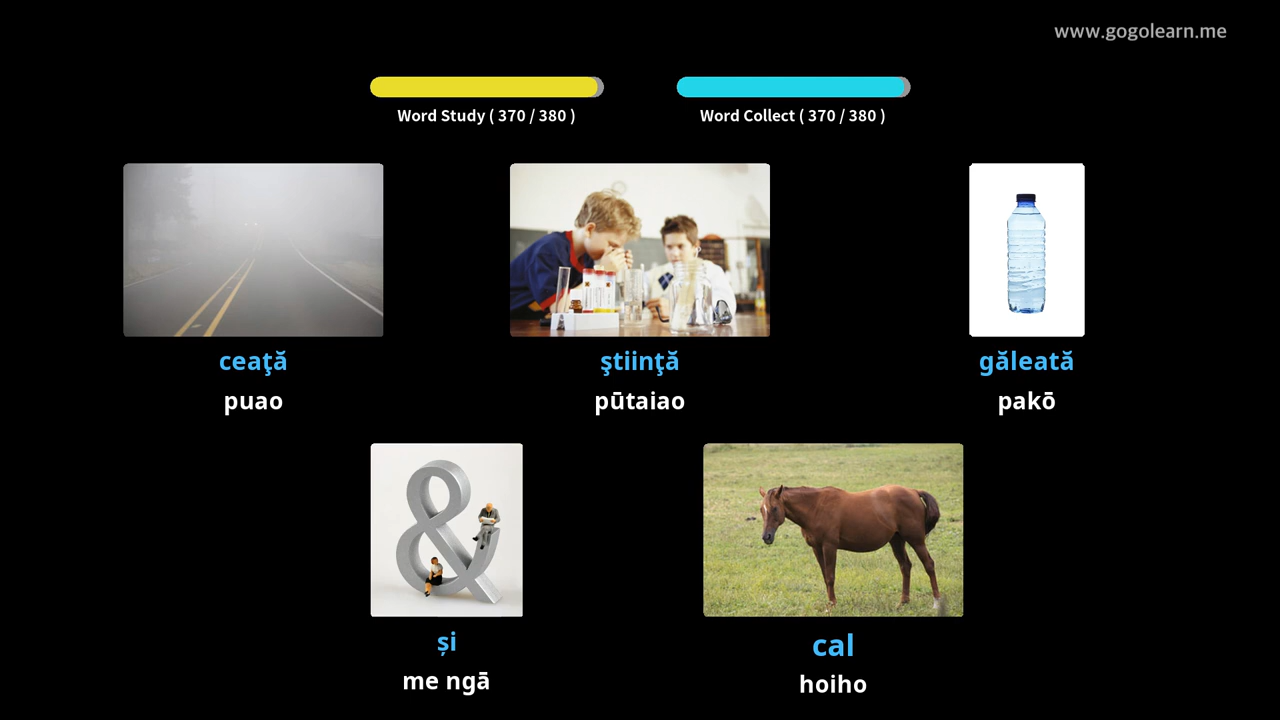 www.gogolearn.me
Word Study ( 370 / 380 )
Word Collect ( 370 / 380 )
ceaţă
ştiinţă
găleată
puao
pūtaiao
pakō
și
cal
me ngā
hoiho